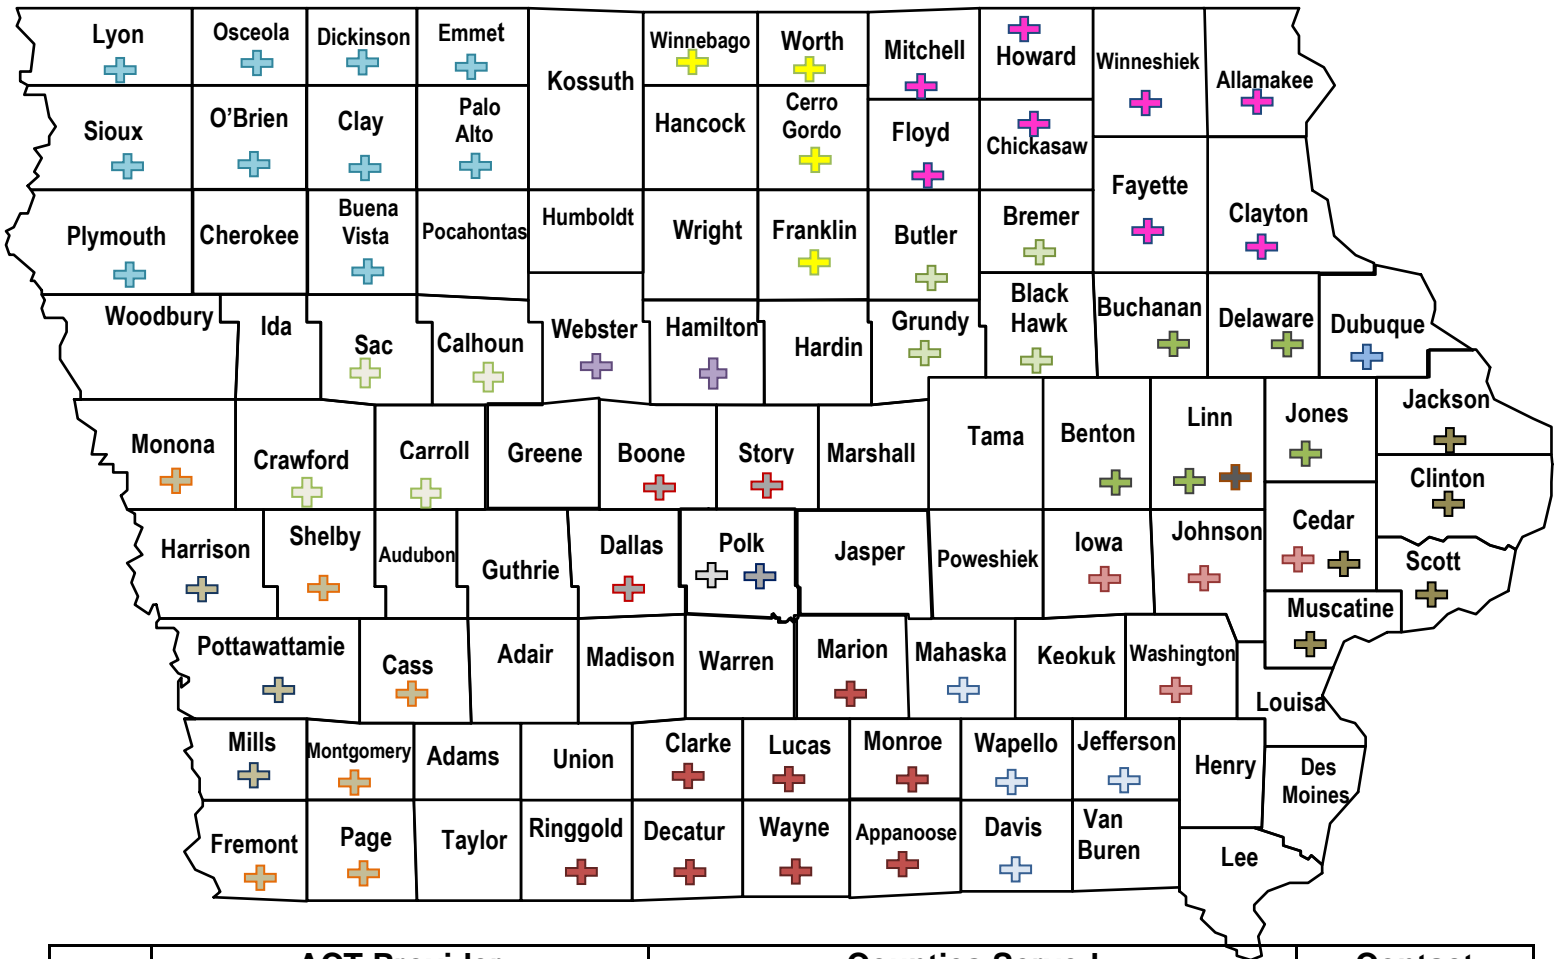 Lyon
Osceola
Dickinson
Emmet
Kossuth
Winnebago
Worth
Mitchell
Howard
Winneshiek
Allamakee
Sioux
O'Brien
Clay
Palo
Alto
Hancock
Cerro
Gordo
Floyd
Chickasaw
Fayette
Clayton
Plymouth
Cherokee
Buena
Vista
Pocahontas
Humboldt
Wright
Franklin
Butler
Bremer
Woodbury
Ida
Sac
Calhoun
Webster
Hamilton
Hardin
Grundy
Black
Hawk
Buchanan
Delaware
Dubuque
Monona
Crawford
Carroll
Greene
Boone
Story
Marshall
Tama
Benton
Linn
Jones
Jackson
Clinton
Harrison
Shelby
Audubon
Guthrie
Dallas
Polk
Jasper
Poweshiek
Iowa
Johnson
Cedar
Scott
Muscatine
Pottawattamie
Cass
Adair
Madison
Warren
Marion
Mahaska
Keokuk
Washington
Louisa
Mills
Montgomery
Adams
Union
Clarke
Lucas
Monroe
Wapello
Jefferson
Henry
Des
Moines
Fremont
Page
Taylor
Ringgold
Decatur
Wayne
Appanoose
Davis
Van
Buren
Lee
ACT Provider
Counties Served
Contact